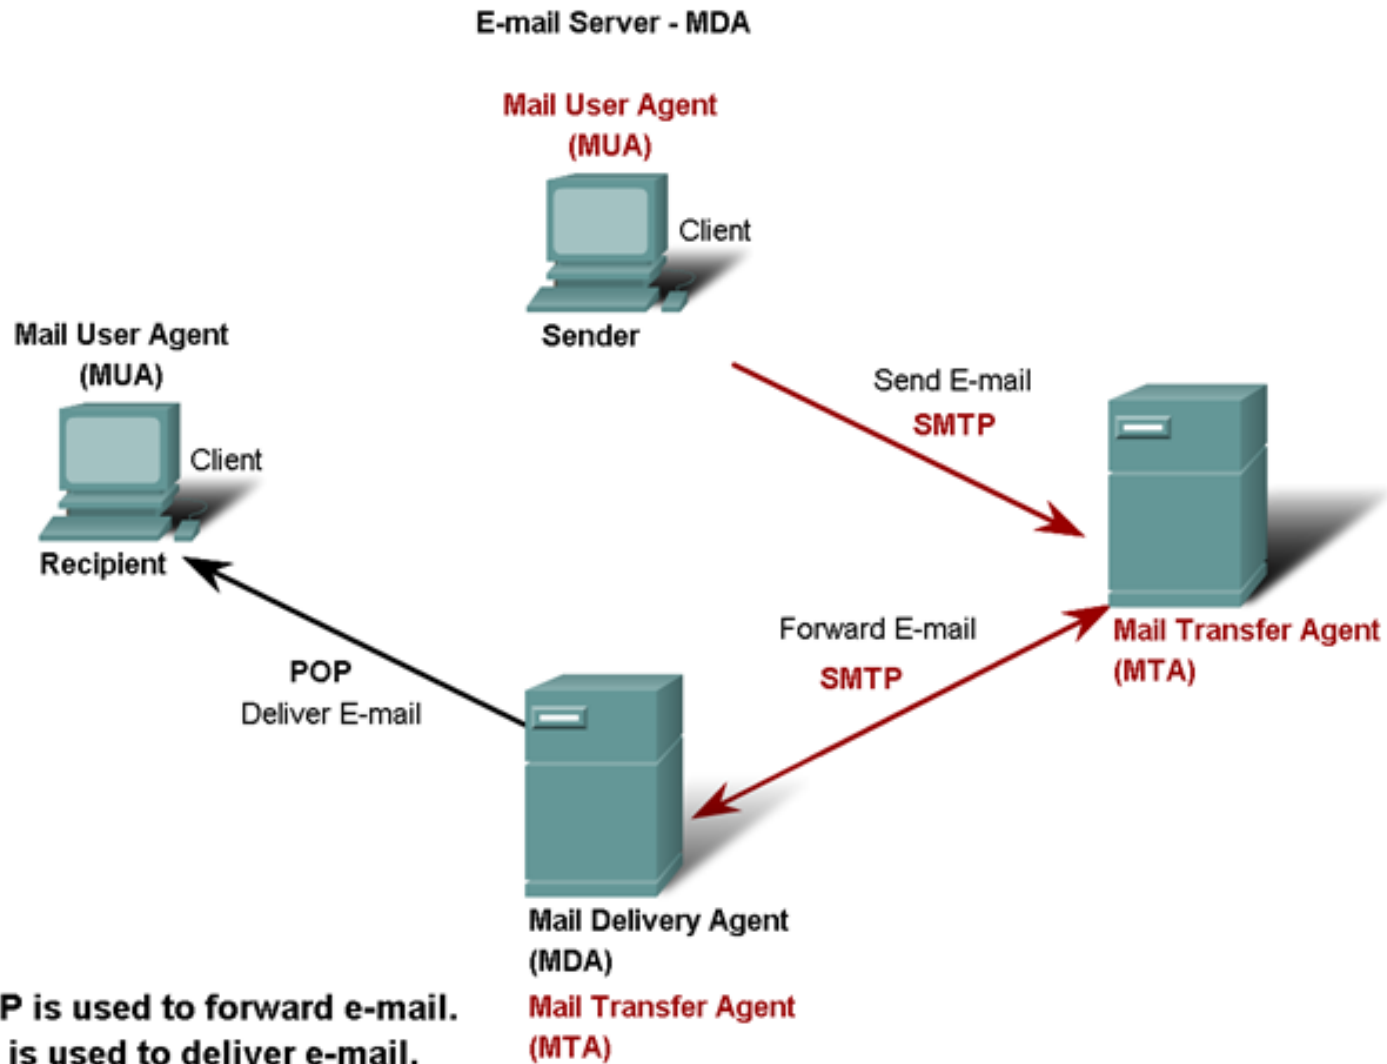 E-mail Server - MDA
Mail User Agent
(MUA)
Client
Sender
Mail User Agent
(MUA)
Client
Recipient
Send E-mail
SMTP
Forward E-mail
SMTP
Mail Transfer Agent
(MTA)
POP
Deliver E-mail
Mail Delivery Agent
(MDA)
Mail Transfer Agent
(MTA)
P is used to forward e-mail.
is used to deliver e-mail.